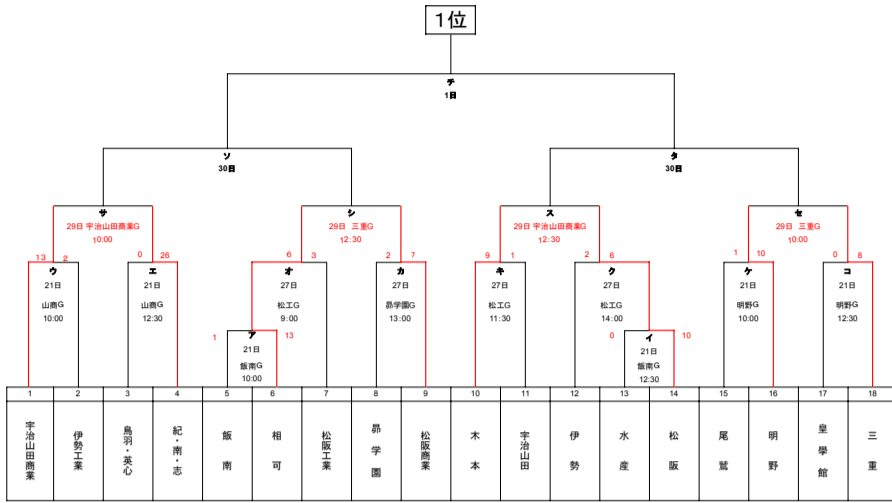 1位
チ
1日
ソ
30日
タ
30日
サ
29日 宇治山田商業G
10:00
シ
29日 三重G
12:30
ス
29日 宇治山田商業G
12:30
セ
29日 三重G
10:00
13 2
0 26
6 3
2 7
9 1
2 6
1 10
0 8
ウ
21日
山商G
10:00
エ
21日
山商G
12:30
オ
27日
松工G
9:00
カ
27日
昴学園G
13:00
キ
27日
松工G
11:30
ク
27日
松工G
14:00
ケ
21日
明野G
10:00
コ
21日
明野G
12:30
1 13
ア
21日
飯南G
10:00
0 10
イ
21日
飯南G
12:30
1 2 3 4 5 6 7 8 9 10 11 12 13 14 15 16 17 18
宇治山田商業
伊勢工業
鳥羽・英心
紀・南・志
飯南
相可
松阪工業
昴学園
松阪商業
木本
宇治山田
伊勢
水産
松阪
尾鷲
明野
皇學館
三重